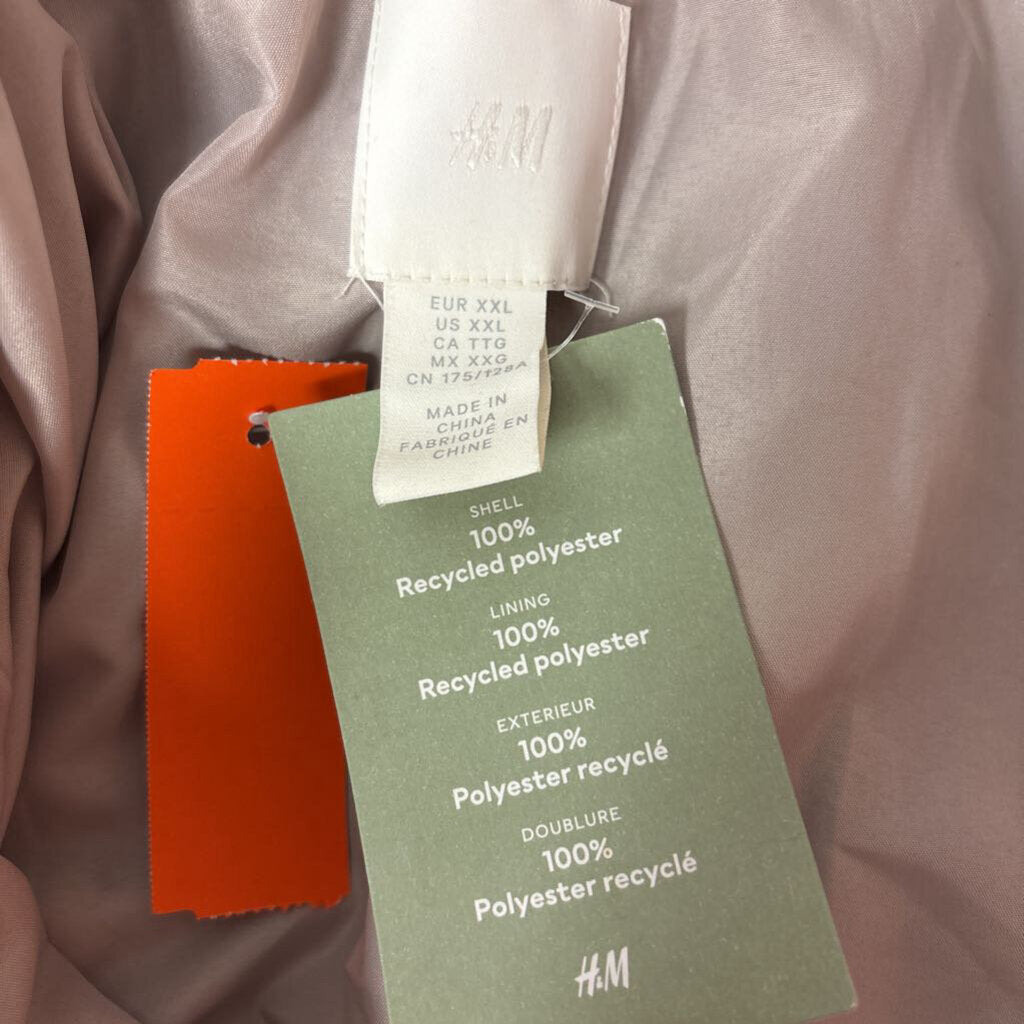 H&M
EUR XXL
US XXL
CA TTG
MX XXG
CN 175/128A
MADE IN
CHINA
FABRIQUÉ EN
CHINE
SHELL
100%
Recycled polyester
LINING
100%
Recycled polyester
EXTERIEUR
100%
Polyester recyclé
DOUBLURE
100%
Polyester recyclé
H&M